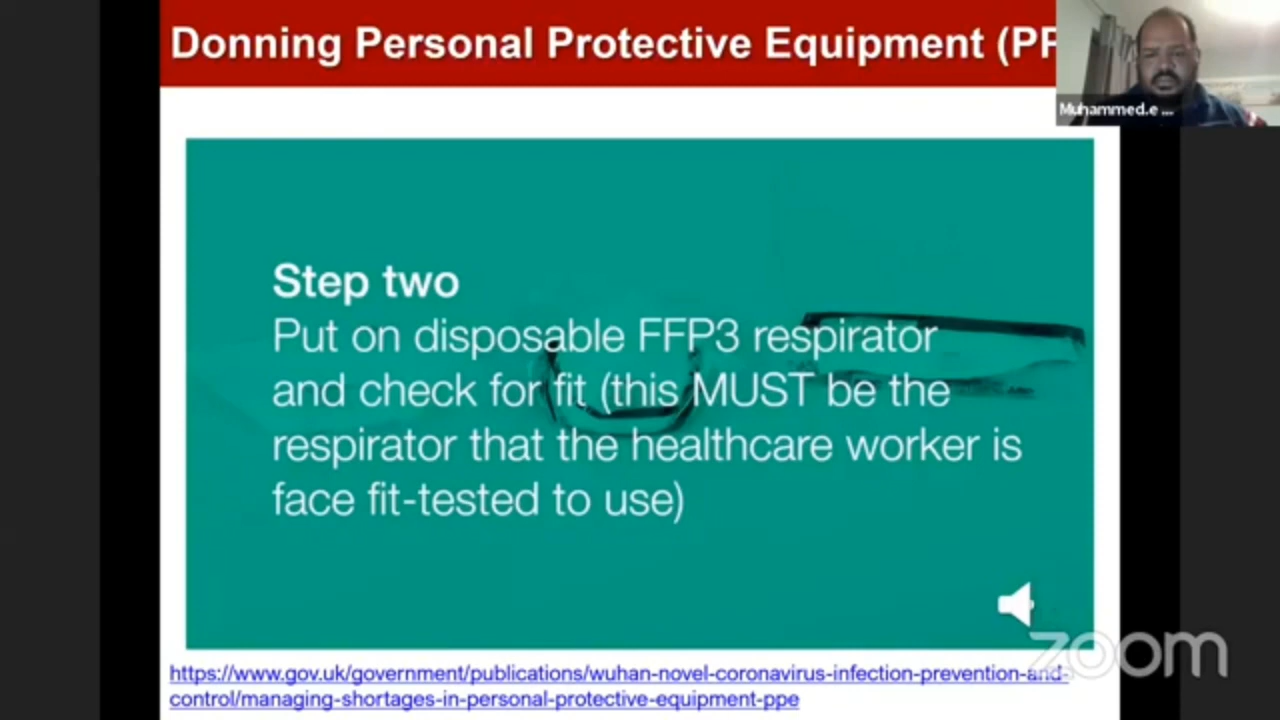 Donning Personal Protective Equipment (PP
Muhammed.e ...
Step two
Put on disposable FFP3 respirator
and check for fit (this MUST be the
respirator that the healthcare worker is
face fit-tested to use)
https://www.gov.uk/government/publications/wuhan-novel-coronavirus-infection-prevention-and-
control/managing-shortages-in-personal-protective-equipment-ppe
zoom